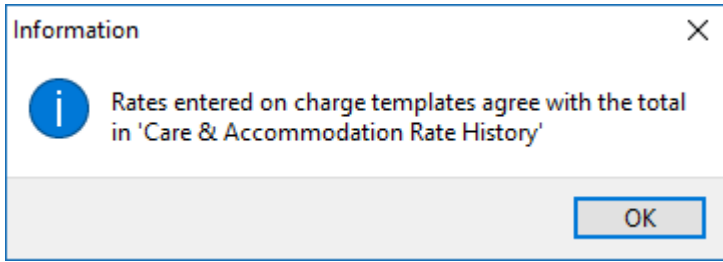 Information
Rates entered on charge templates agree with the total
in 'Care & Accommodation Rate History'
OK